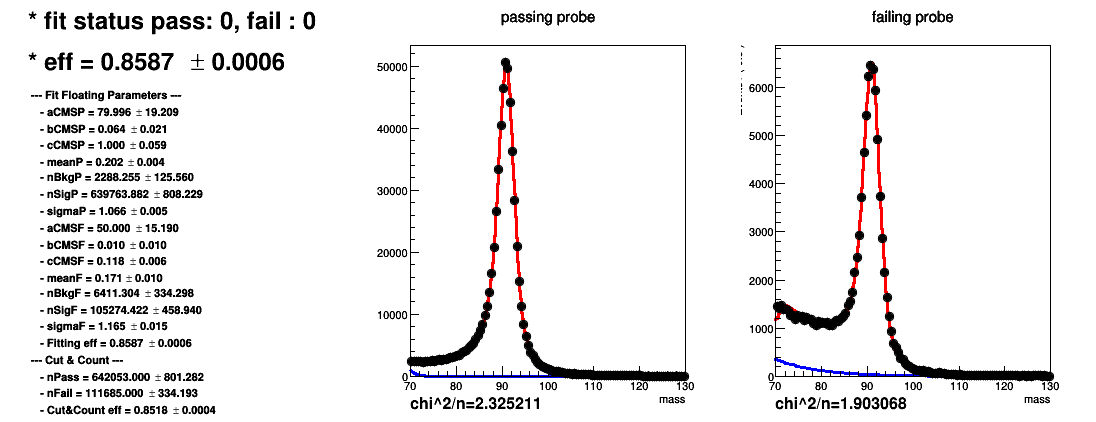 * fit status pass: 0, fail : 0
* eff = 0.8587 ± 0.0006
--- Fit Floating Parameters ---
- aCMSP = 79.996 ± 19.209
- bCMSP = 0.064 ± 0.021
- cCMSP = 1.000 ± 0.059
- meanP = 0.202 ± 0.004
- nBkgP = 2288.255 ± 125.560
- nSigP = 639763.882 ± 808.229
- sigmaP = 1.066 ± 0.005
- aCMSF = 50.000 ± 15.190
- bCMSF = 0.010 ± 0.010
- cCMSF = 0.118 ± 0.006
- meanF = 0.171 ± 0.010
- nBkgF = 6411.304 ± 334.298
- nSigF = 105274.422 ± 458.940
- sigmaF = 1.165 ± 0.015
- Fitting eff = 0.8587 ± 0.0006
--- Cut & Count ---
- nPass = 642053.000 ± 801.282
- nFail = 111685.000 ± 334.193
- Cut&Count eff = 0.8518 ± 0.0004
passing probe
50000
40000
30000
20000
10000
0
70 80 90 100 110 120 130
mass
chi^2/n=2.325211
failing probe
6000
5000
4000
3000
2000
1000
0
70 80 90 100 110 120 130
mass
chi^2/n=1.903068